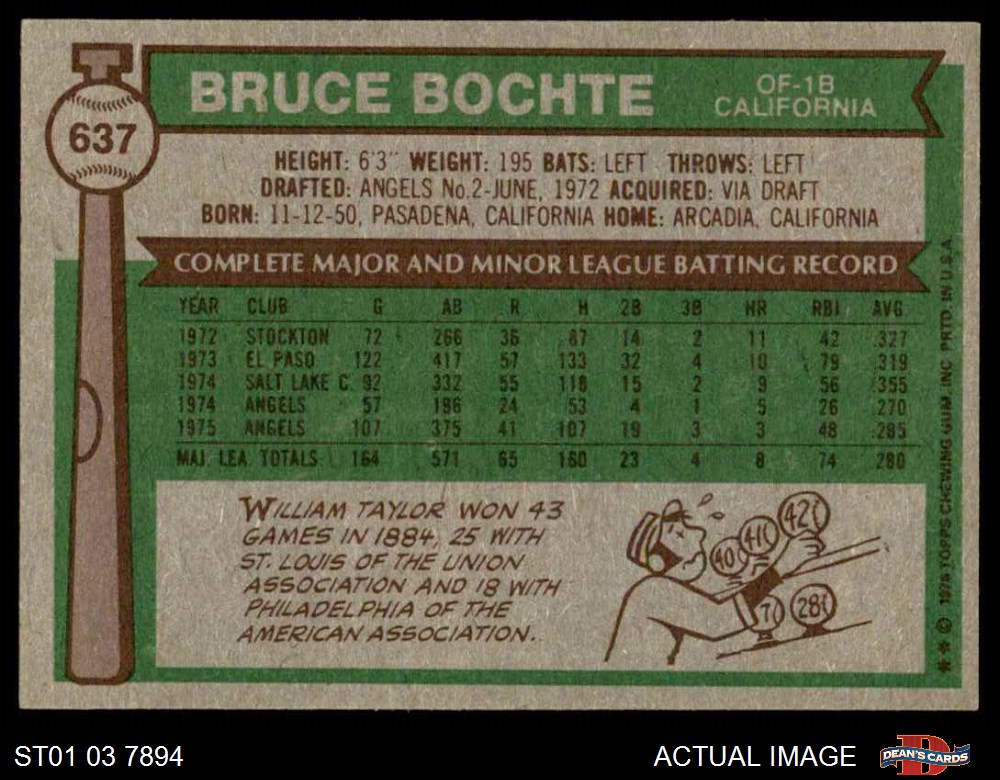 637
BRUCE BOCHTE
OF-1B
CALIFORNIA
HEIGHT: 6'3" WEIGHT: 195 BATS: LEFT THROWS: LEFT
DRAFTED: ANGELS No.2-JUNE, 1972 ACQUIRED: VIA DRAFT
BORN: 11-12-50, PASADENA, CALIFORNIA HOME: ARCADIA, CALIFORNIA
COMPLETE MAJOR AND MINOR LEAGUE BATTING RECORD
YEAR CLUB G AB R H 2B 3B HR RBI AVG.
1972 STOCKTON 72 266 36 87 14 2 11 42 .327
1973 EL PASO 122 417 57 133 32 4 10 79 .319
1974 SALT LAKE C. 92 332 55 118 15 2 9 56 .355
1974 ANGELS 57 196 24 53 4 1 5 26 .270
1975 ANGELS 107 375 41 107 19 3 3 48 .285
MAJ. LEA. TOTALS 164 571 65 160 23 4 8 74 .280
WILLIAM TAYLOR WON 43
GAMES IN 1884, 25 WITH
ST. LOUIS OF THE UNION
ASSOCIATION AND 18 WITH
PHILADELPHIA OF THE
AMERICAN ASSOCIATION.
40
41
42
7
28
** © 1976 TOPPS CHEWING GUM, INC. PRTD. IN U.S.A.
ST01 03 7894
ACTUAL IMAGE
DEAN'S CARDS